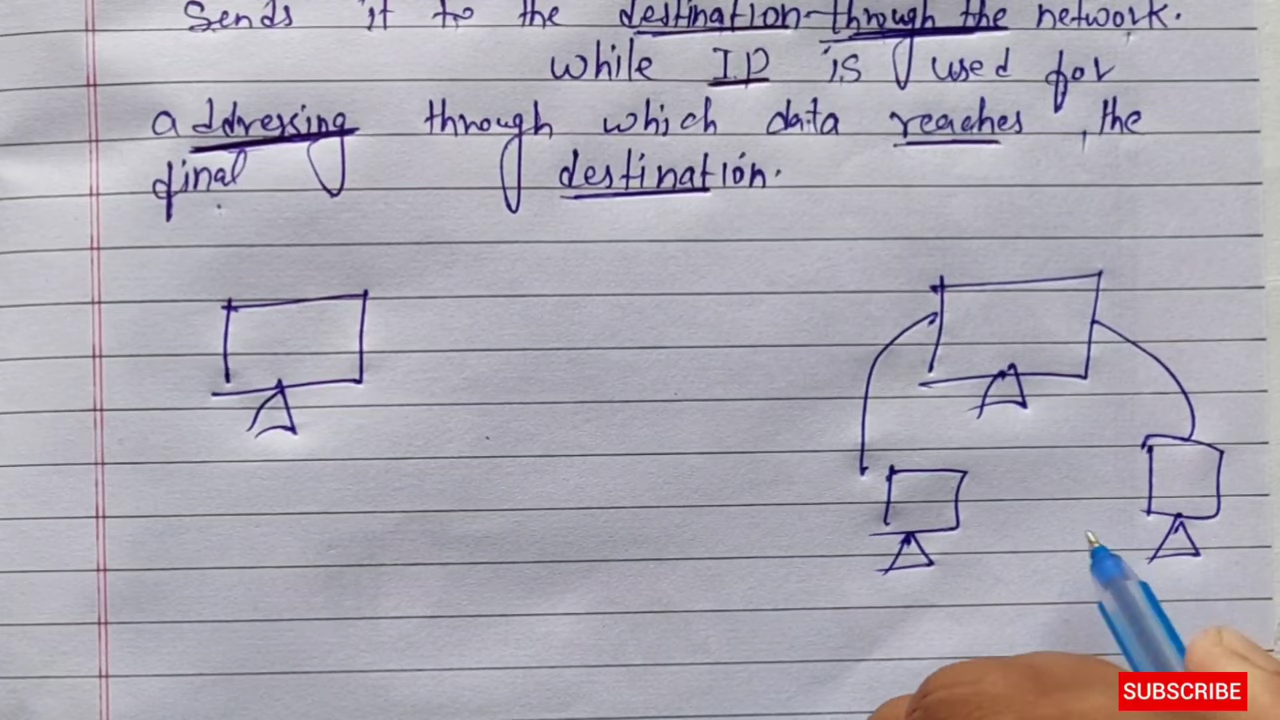 Sends it to the destination through the network.
while IP is used for
addressing through which data reaches, the
final destination.
SUBSCRIBE